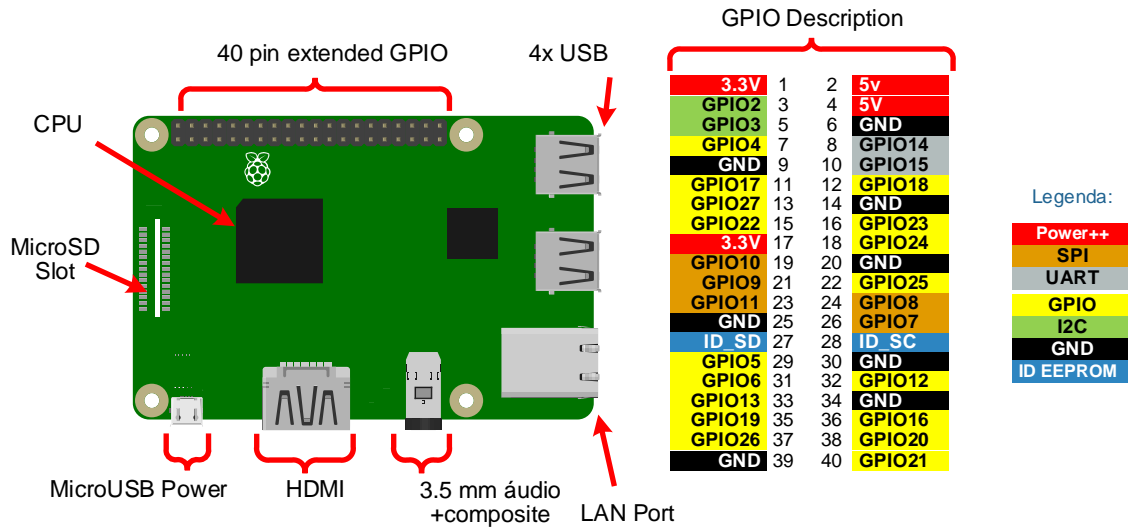 GPIO Description
40 pin extended GPIO
4x USB
CPU
MicroSD
Slot
MicroUSB Power
HDMI
3.5 mm áudio
+composite
LAN Port
3.3V 1 2 5v
GPIO2 3 4 5V
GPIO3 5 6 GND
GPIO4 7 8 GPIO14
GND 9 10 GPIO15
GPIO17 11 12 GPIO18
GPIO27 13 14 GND
GPIO22 15 16 GPIO23
3.3V 17 18 GPIO24
GPIO10 19 20 GND
GPIO9 21 22 GPIO25
GPIO11 23 24 GPIO8
GND 25 26 GPIO7
ID_SD 27 28 ID_SC
GPIO5 29 30 GND
GPIO6 31 32 GPIO12
GPIO13 33 34 GND
GPIO19 35 36 GPIO16
GPIO26 37 38 GPIO20
GND 39 40 GPIO21
Legenda:
Power++
SPI
UART
GPIO
I2C
GND
ID EEPROM